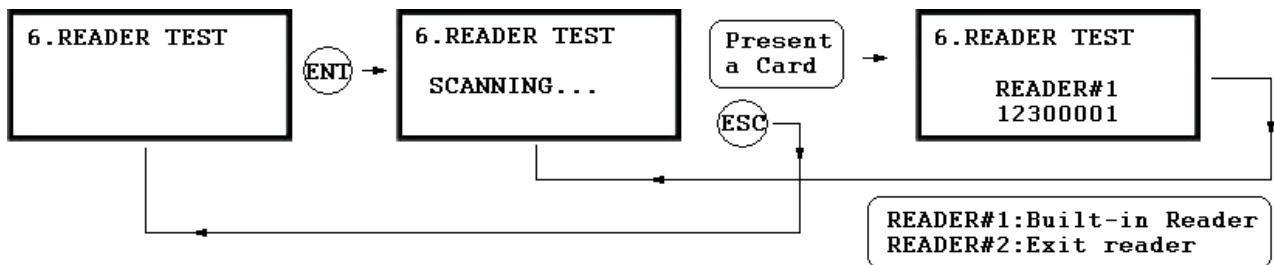 6.READER TEST
ENT
6.READER TEST
SCANNING...
Present
a Card
ESC
6.READER TEST
READER#1
12300001
READER#1:Built-in Reader
READER#2:Exit reader